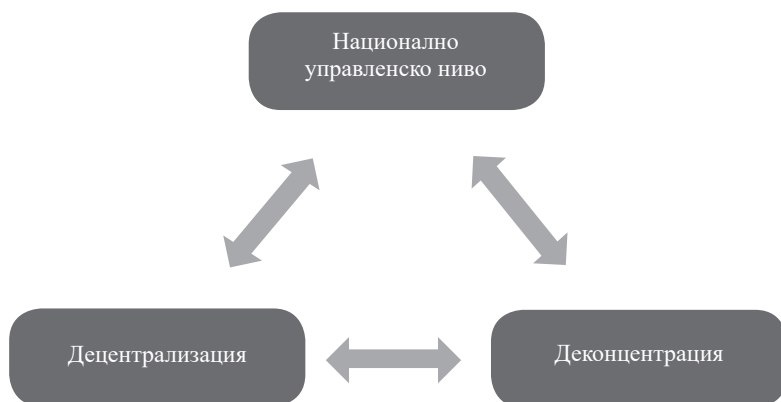 Национално
управленско ниво
Децентрализация
Деконцентрация